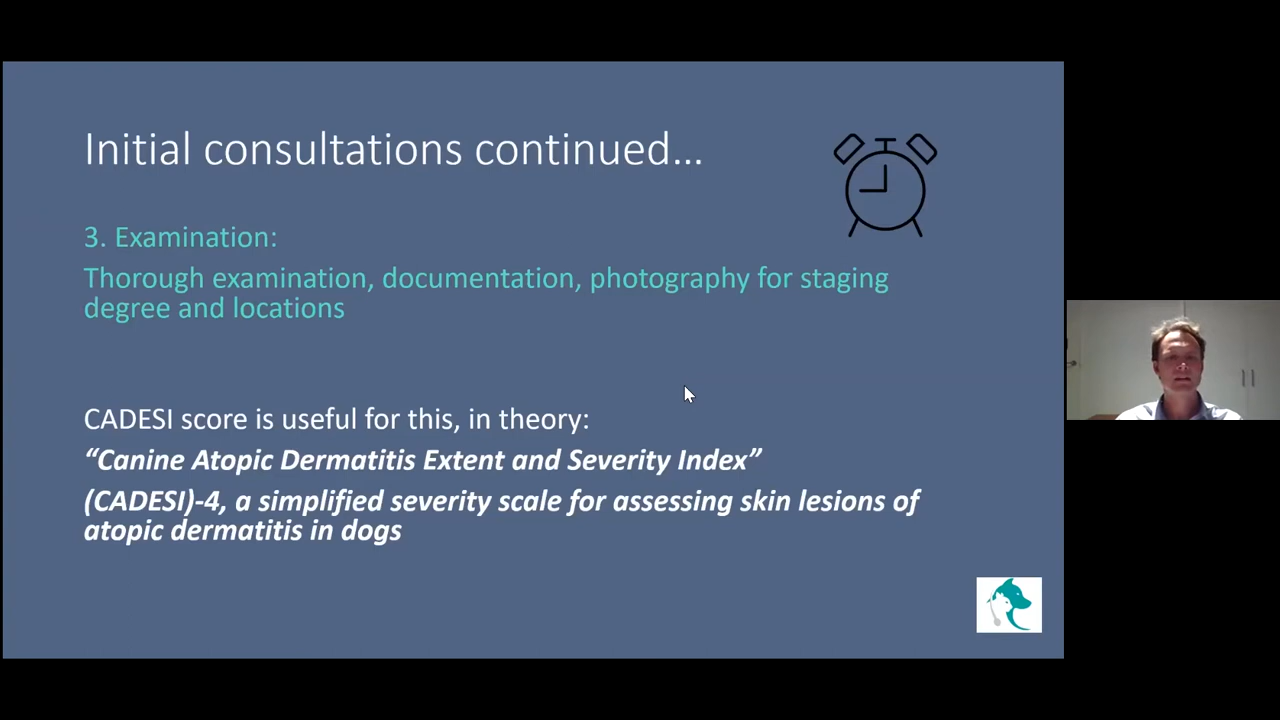 Initial consultations continued...
3. Examination:
Thorough examination, documentation, photography for staging
degree and locations
CADESI score is useful for this, in theory:
“Canine Atopic Dermatitis Extent and Severity Index”
(CADESI)-4, a simplified severity scale for assessing skin lesions of
atopic dermatitis in dogs